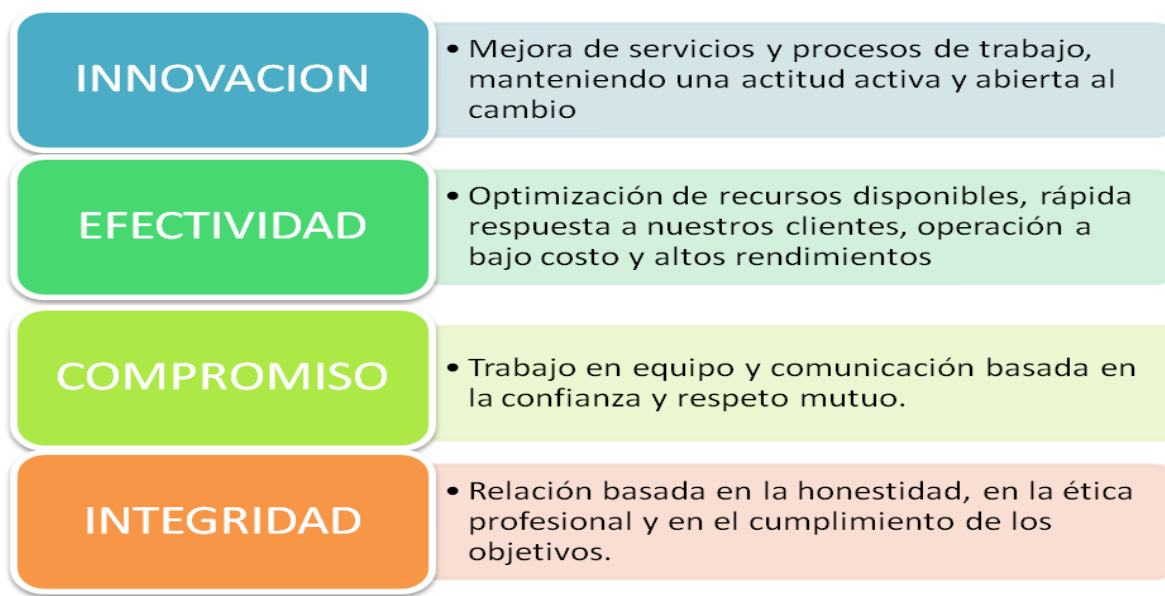 INNOVACION
• Mejora de servicios y procesos de trabajo,
manteniendo una actitud activa y abierta al
cambio
EFECTIVIDAD
• Optimización de recursos disponibles, rápida
respuesta a nuestros clientes, operación a
bajo costo y altos rendimientos
COMPROMISO
• Trabajo en equipo y comunicación basada en
la confianza y respeto mutuo.
INTEGRIDAD
• Relación basada en la honestidad, en la ética
profesional y en el cumplimiento de los
objetivos.